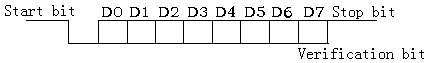 Start bit D0 D1 D2 D3 D4 D5 D6 D7 Stop bit
Verification bit